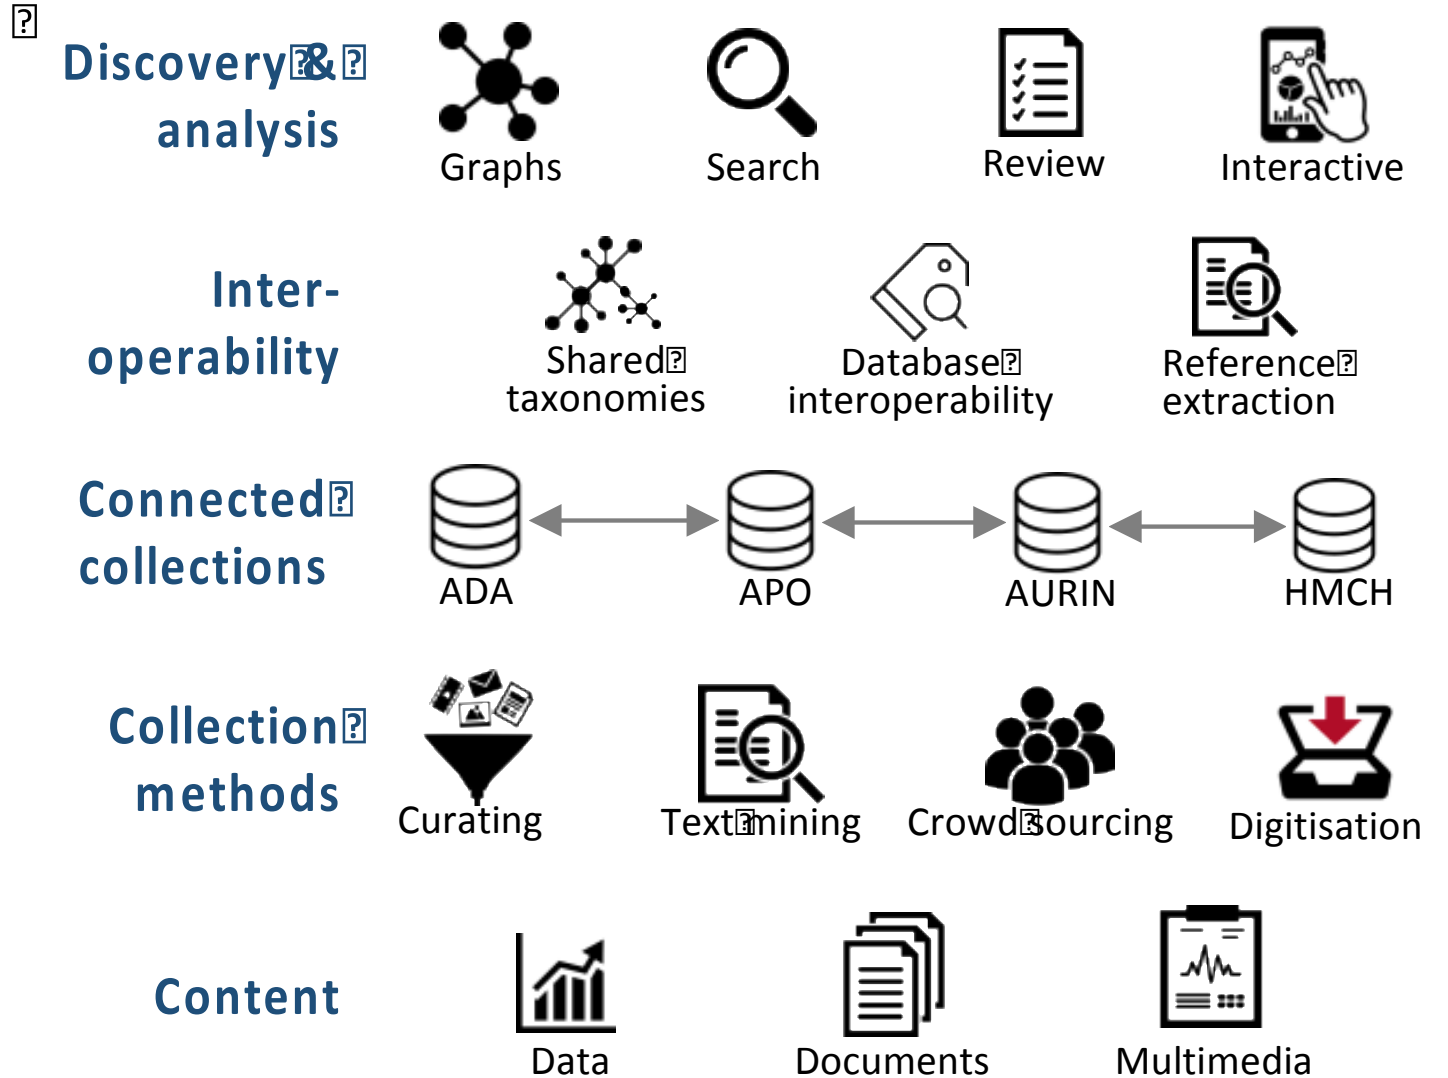 Discovery &
analysis
Graphs
Search
Review
Interactive
Inter-
operability
Shared
taxonomies
Database
interoperability
Reference
extraction
Connected
collections
ADA
APO
AURIN
HMCH
Collection
methods
Curating
Text mining
Crowd sourcing
Digitisation
Content
Data
Documents
Multimedia